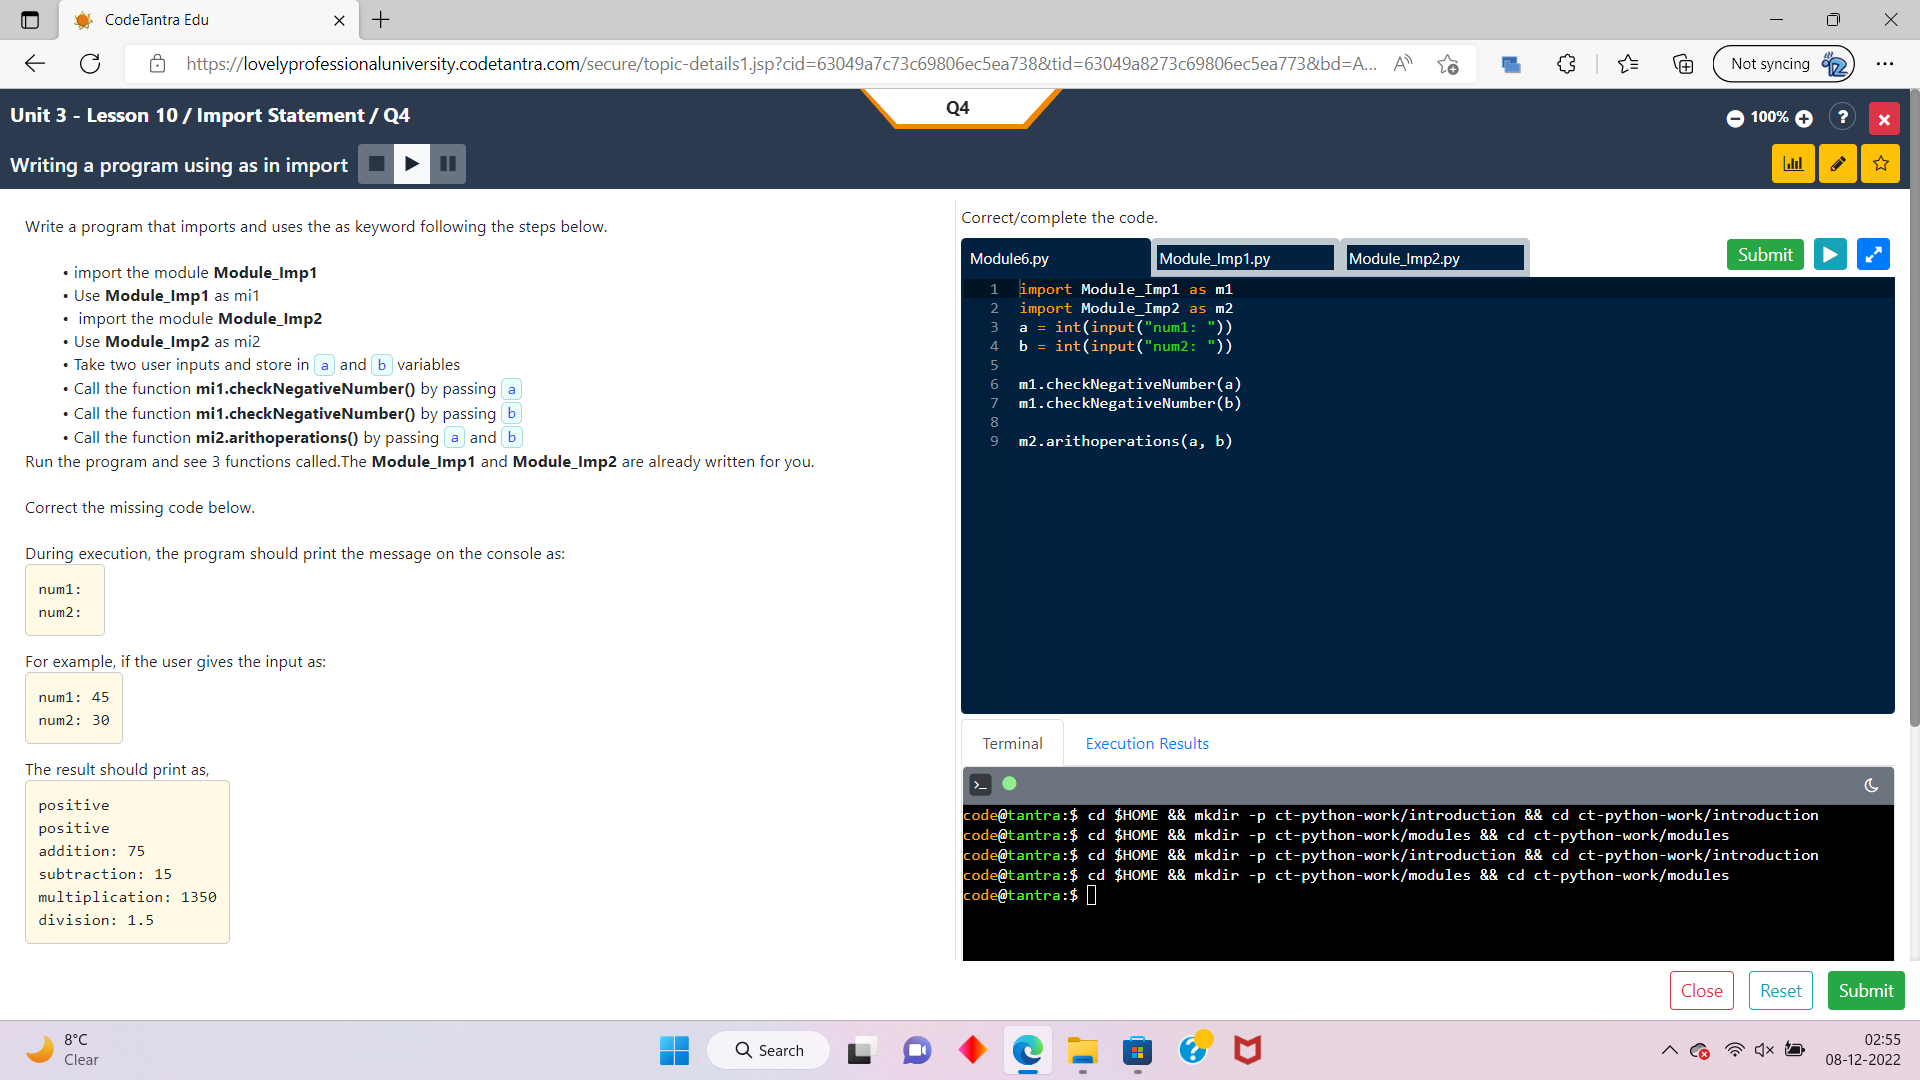 CodeTantra Edu
https://lovelyprofessionaluniversity.codetantra.com/secure/topic-details1.jsp?cid=63049a7c73c69806ec5ea738&tid=63049a8273c69806ec5ea773&bd=A...
Not syncing
Unit 3 - Lesson 10 / Import Statement / Q4
Q4
100%
?
Writing a program using as in import
Write a program that imports and uses the as keyword following the steps below.
• import the module Module_Imp1
• Use Module_Imp1 as mi1
• import the module Module_Imp2
• Use Module_Imp2 as mi2
• Take two user inputs and store in a and b variables
• Call the function mi1.checkNegativeNumber() by passing a
• Call the function mi1.checkNegativeNumber() by passing b
• Call the function mi2.arithoperations() by passing a and b
Run the program and see 3 functions called.The Module_Imp1 and Module_Imp2 are already written for you.
Correct the missing code below.
During execution, the program should print the message on the console as:
num1:
num2:
For example, if the user gives the input as:
num1: 45
num2: 30
The result should print as,
positive
positive
addition: 75
subtraction: 15
multiplication: 1350
division: 1.5
Correct/complete the code.
Module6.py
Module_Imp1.py
Module_Imp2.py
Submit
1 import Module_Imp1 as m1
2 import Module_Imp2 as m2
3 a = int(input("num1: "))
4 b = int(input("num2: "))
5
6 m1.checkNegativeNumber(a)
7 m1.checkNegativeNumber(b)
8
9 m2.arithoperations(a, b)
Terminal
Execution Results
code@tantra:$ cd $HOME && mkdir -p ct-python-work/introduction && cd ct-python-work/introduction
code@tantra:$ cd $HOME && mkdir -p ct-python-work/modules && cd ct-python-work/modules
code@tantra:$ cd $HOME && mkdir -p ct-python-work/introduction && cd ct-python-work/introduction
code@tantra:$ cd $HOME && mkdir -p ct-python-work/modules && cd ct-python-work/modules
code@tantra:$
Close
Reset
Submit
8°C
Clear
Search
02:55
08-12-2022